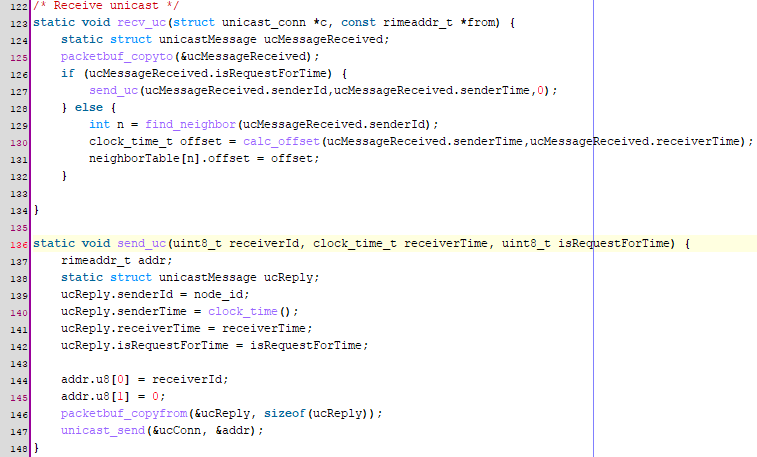 122 /* Receive unicast */
123 static void recv_uc(struct unicast_conn *c, const rimeaddr_t *from) {
124     static struct unicastMessage ucMessageReceived;
125     packetbuf_copyto(&ucMessageReceived);
126     if (ucMessageReceived.isRequestForTime) {
127         send_uc(ucMessageReceived.senderId,ucMessageReceived.senderTime,0);
128     } else {
129         int n = find_neighbor(ucMessageReceived.senderId);
130         clock_time_t offset = calc_offset(ucMessageReceived.senderTime,ucMessageReceived.receiverTime);
131         neighborTable[n].offset = offset;
132     }
133
134 }
135
136 static void send_uc(uint8_t receiverId, clock_time_t receiverTime, uint8_t isRequestForTime) {
137     rimeaddr_t addr;
138     static struct unicastMessage ucReply;
139     ucReply.senderId = node_id;
140     ucReply.senderTime = clock_time();
141     ucReply.receiverTime = receiverTime;
142     ucReply.isRequestForTime = isRequestForTime;
143
144     addr.u8[0] = receiverId;
145     addr.u8[1] = 0;
146     packetbuf_copyfrom(&ucReply, sizeof(ucReply));
147     unicast_send(&ucConn, &addr);
148 }